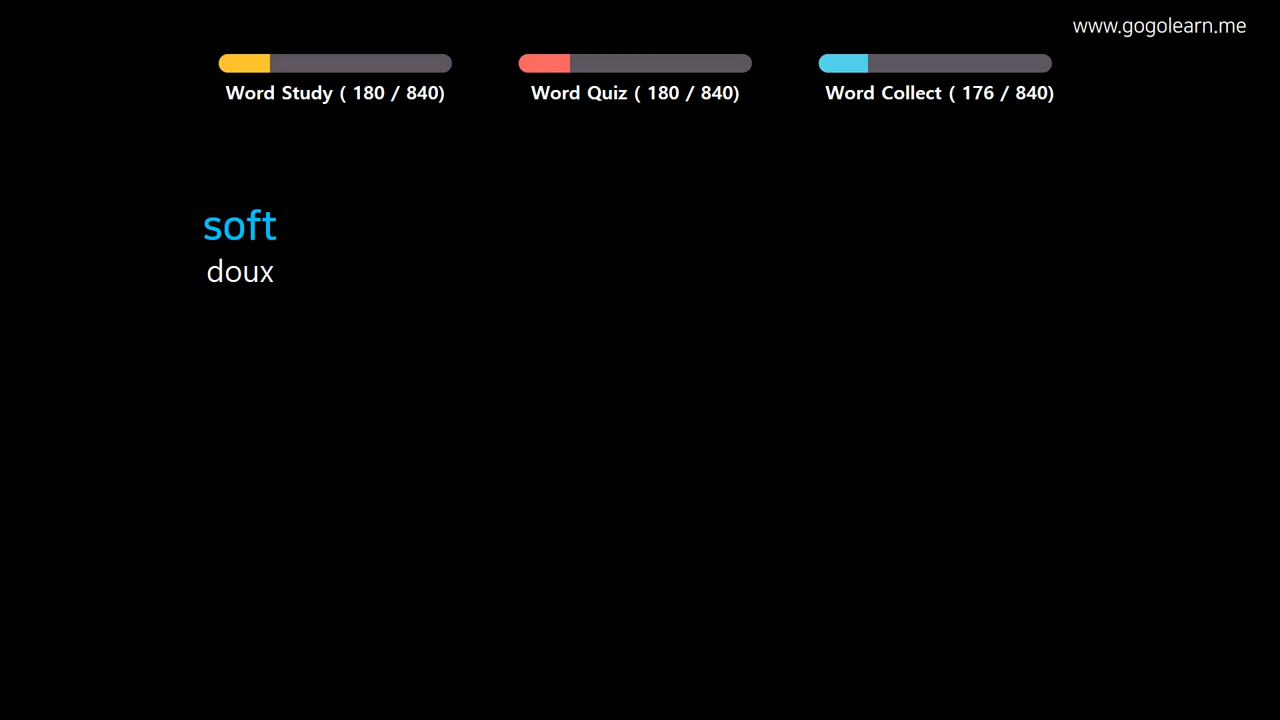 www.gogolearn.me
Word Study ( 180 / 840)
Word Quiz ( 180 / 840)
Word Collect ( 176 / 840)
soft
doux